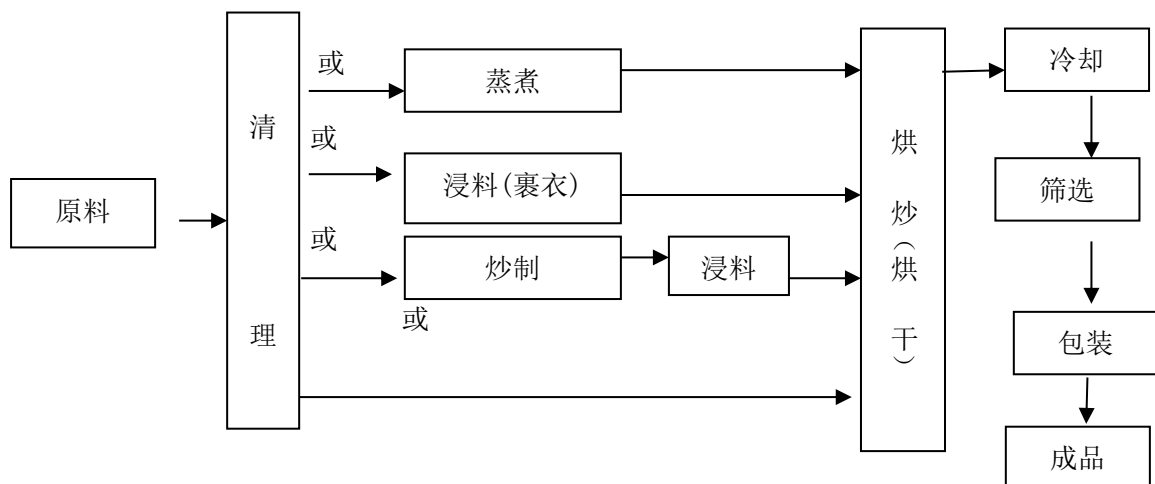 原料
清理
或
蒸煮
或
浸料(裹衣)
或
炒制
浸料
或
烘炒(烘干)
冷却
筛选
包装
成品